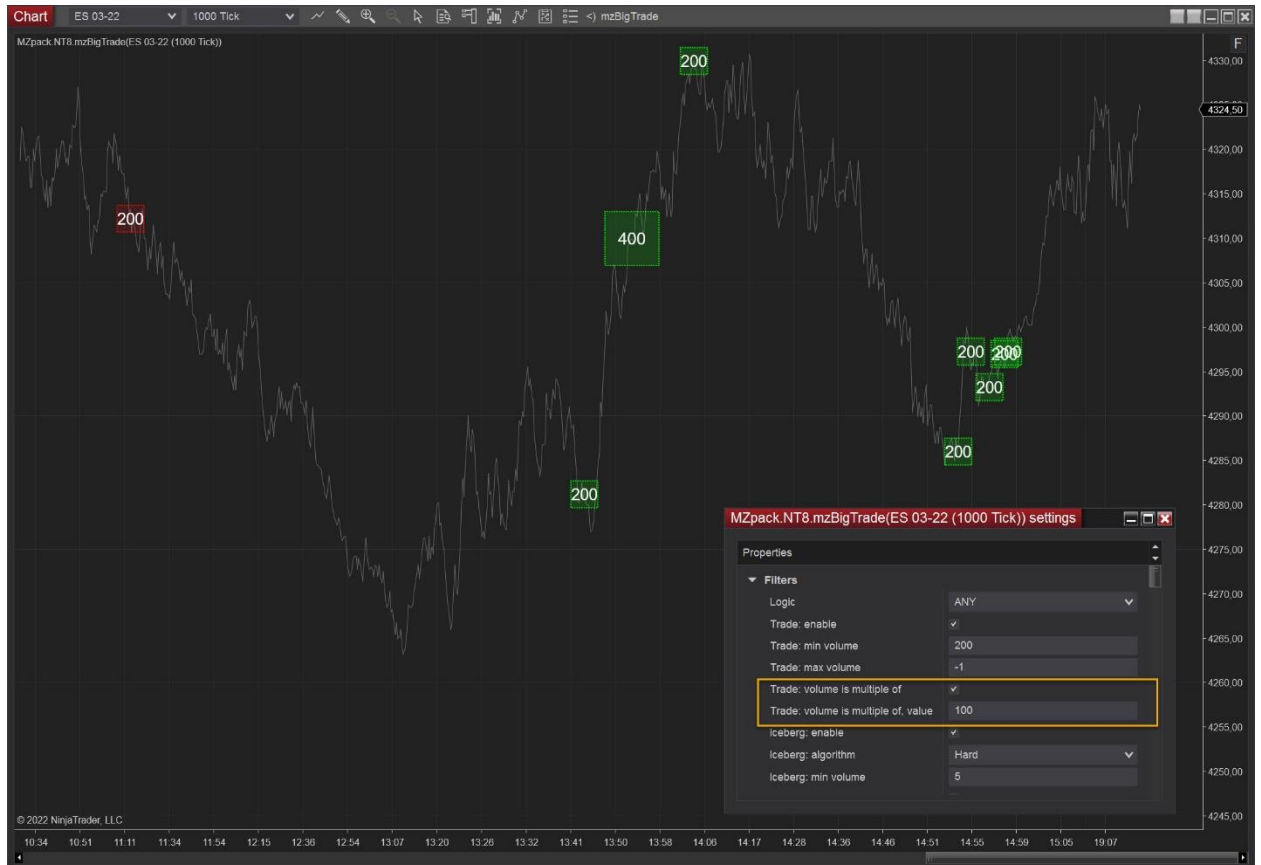 Chart ES 03-22 1000 Tick <) mzBigTrade
MZpack.NT8.mzBigTrade(ES 03-22 (1000 Tick))
F
4330,00
4324,50
4320,00
4315,00
4310,00
4305,00
4300,00
4295,00
4290,00
4285,00
4280,00
4275,00
4270,00
4265,00
4260,00
4255,00
4250,00
4245,00
200
200
400
200
200
200
200
200
200
200
MZpack.NT8.mzBigTrade(ES 03-22 (1000 Tick)) settings
Properties
Filters
Logic ANY
Trade: enable
Trade: min volume 200
Trade: max volume -1
Trade: volume is multiple of
Trade: volume is multiple of, value 100
Iceberg: enable
Iceberg: algorithm Hard
Iceberg: min volume 5
© 2022 NinjaTrader, LLC
10:34 10:51 11:11 11:34 11:54 12:15 12:36 12:54 13:07 13:20 13:26 13:32 13:41 13:50 13:58 14:06 14:17 14:28 14:36 14:46 14:51 14:55 14:59 15:05 19:07